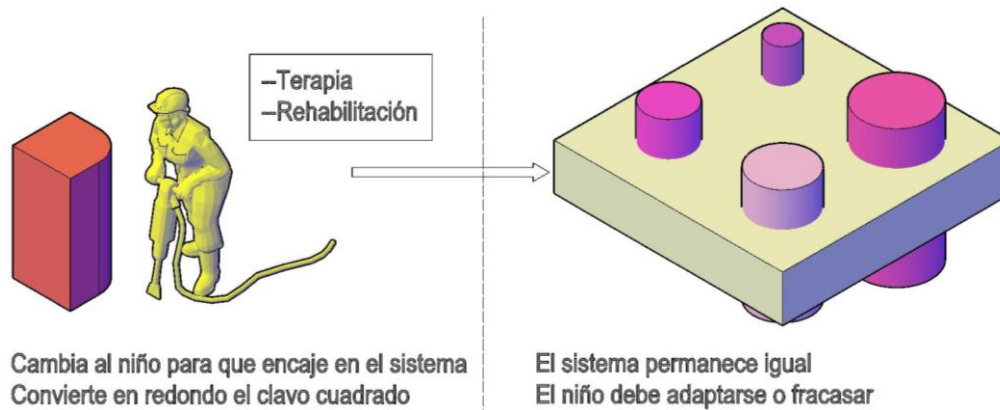 –Terapia
–Rehabilitación
Cambia al niño para que encaje en el sistema
Convierte en redondo el clavo cuadrado
El sistema permanece igual
El niño debe adaptarse o fracasar